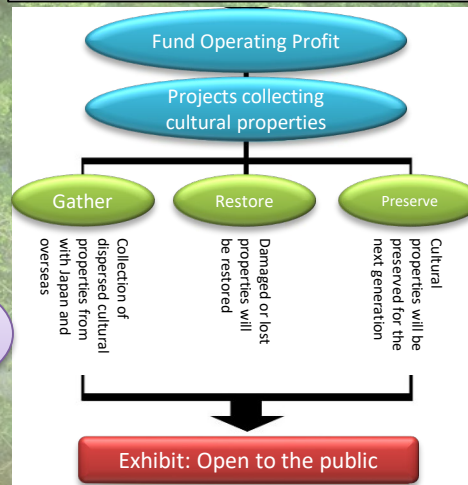 Fund Operating Profit
Projects collecting
cultural properties
Gather
Restore
Preserve
Collection of
dispersed cultural
properties from
with Japan and
overseas
Damaged or lost
properties will
be restored
Cultural
properties will be
preserved for the
next generation
Exhibit: Open to the public